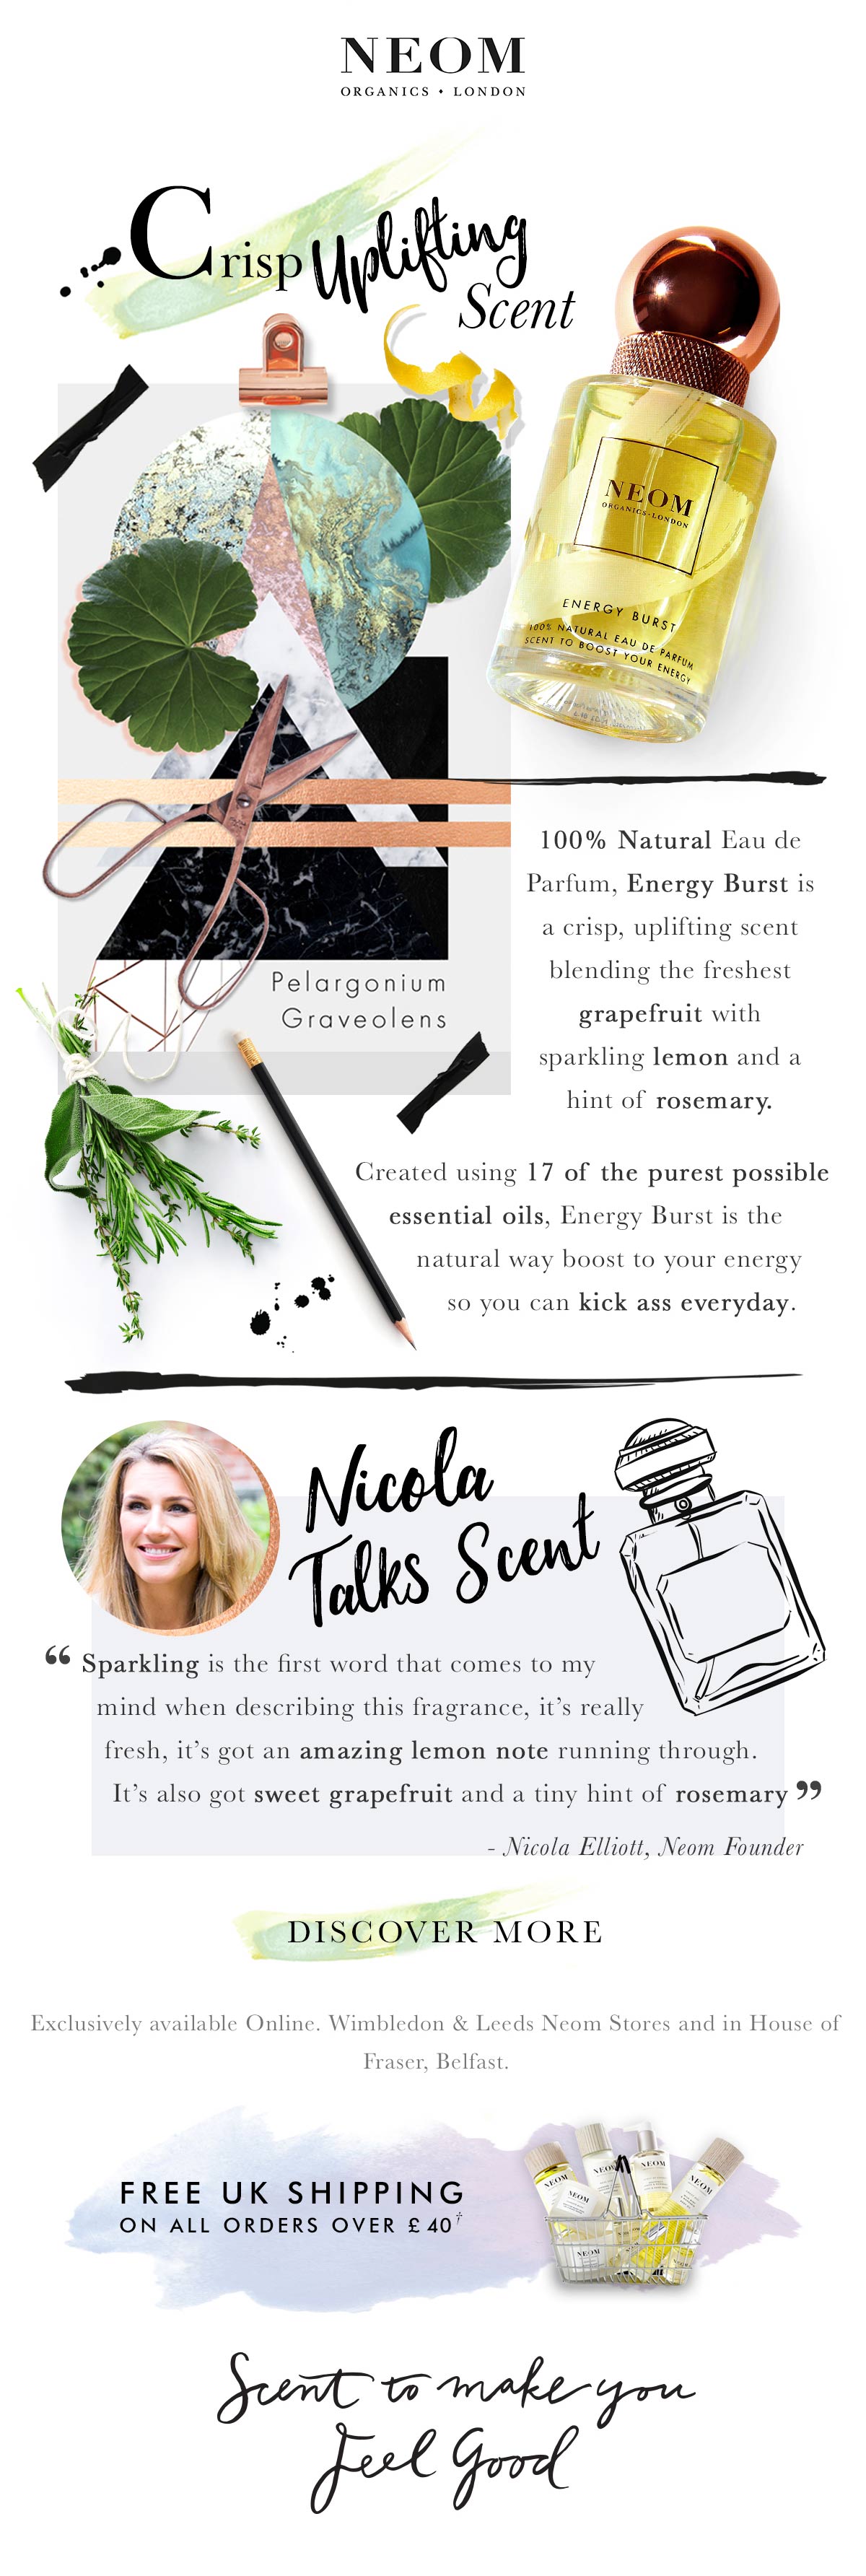 NEOM
ORGANICS • LONDON
Crisp Uplifting
Scent
NEOM
ORGANICS • LONDON
ENERGY BURST
100% NATURAL EAU DE PARFUM
SCENT TO BOOST YOUR ENERGY
100% Natural Eau de
Parfum, Energy Burst is
a crisp, uplifting scent
blending the freshest
grapefruit with
sparkling lemon and a
hint of rosemary.
Pelargonium
Graveolens
Created using 17 of the purest possible
essential oils, Energy Burst is the
natural way boost to your energy
so you can kick ass everyday.
Nicola
Talks Scent
“ Sparkling is the first word that comes to my
mind when describing this fragrance, it’s really
fresh, it’s got an amazing lemon note running through.
It’s also got sweet grapefruit and a tiny hint of rosemary ”
- Nicola Elliott, Neom Founder
DISCOVER MORE
Exclusively available Online. Wimbledon & Leeds Neom Stores and in House of
Fraser, Belfast.
FREE UK SHIPPING
ON ALL ORDERS OVER £40†
NEOM
NEOM
NEOM
NEOM
NEOM
NEOM
Scent to make you
Feel Good